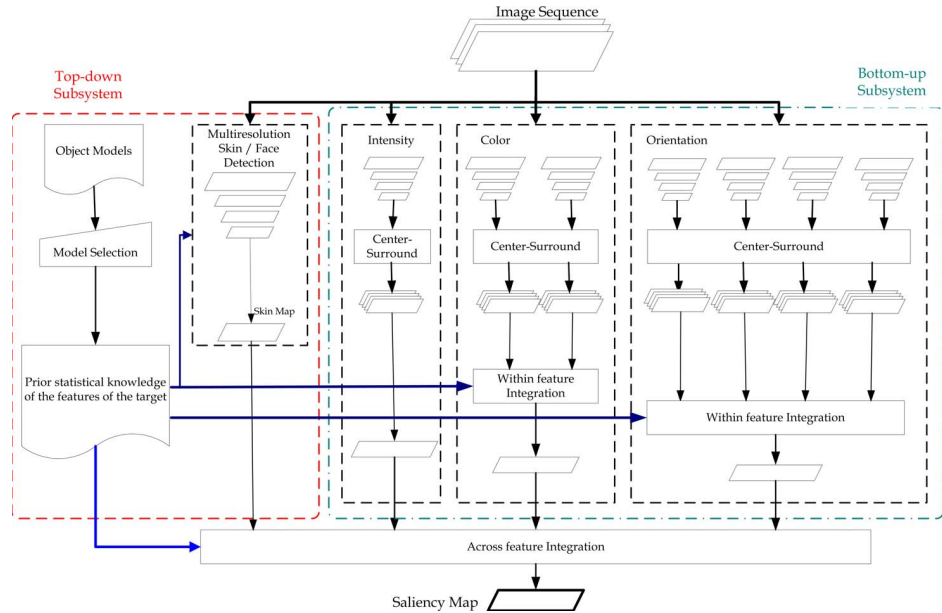 Image Sequence
Top-down
Subsystem
Bottom-up
Subsystem
Object Models
Multiresolution
Skin / Face
Detection
Intensity
Color
Orientation
Model Selection
Center-
Surround
Center-Surround
Center-Surround
Skin Map
Prior statistical knowledge
of the features of the target
Within feature
Integration
Within feature Integration
Across feature Integration
Saliency Map